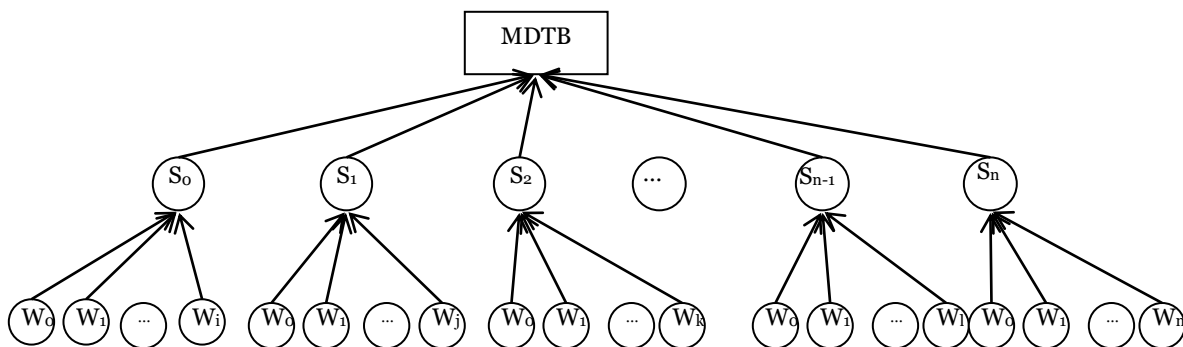 MDTB
S₀ S₁ S₂ ... Sₙ₋₁ Sₙ
W₀ W₁ ... Wᵢ W₀ W₁ ... Wⱼ W₀ W₁ ... Wₖ W₀ W₁ ... Wₗ W₀ W₁ ... Wₙ